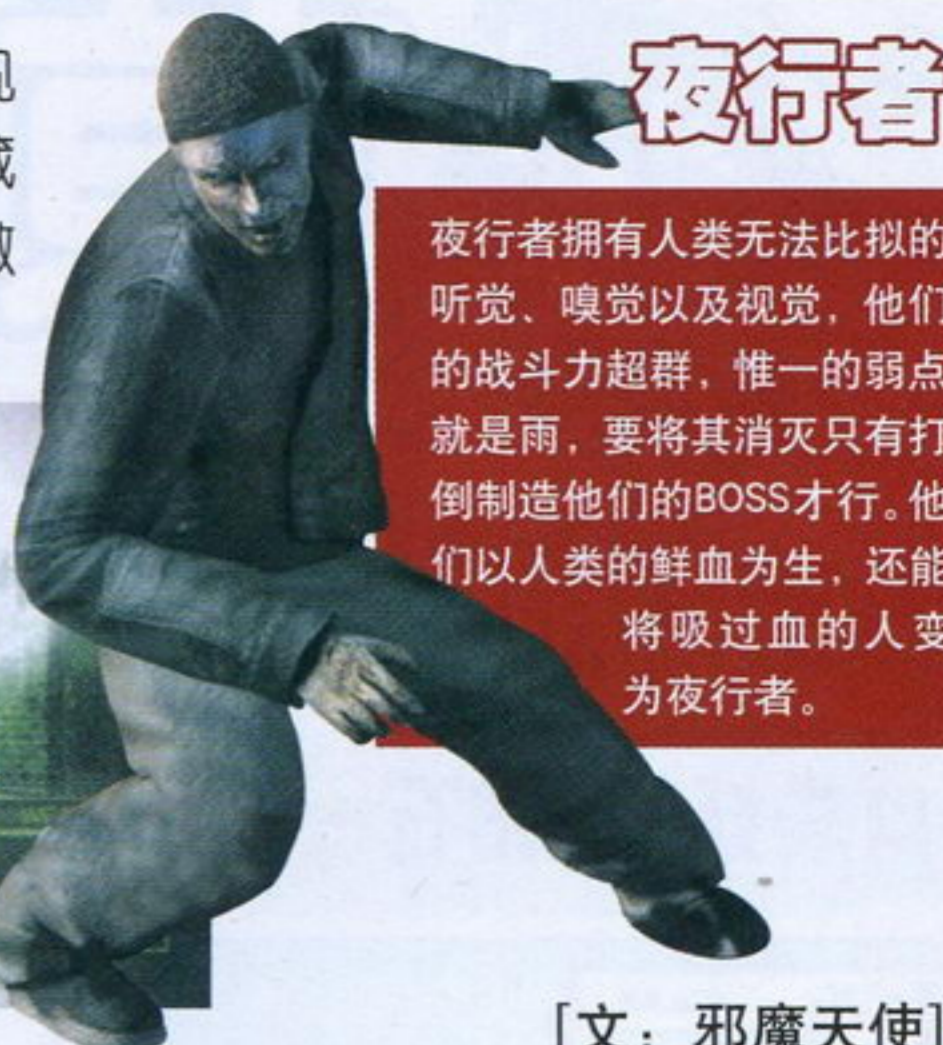 夜行者
夜行者拥有人类无法比拟的
听觉、嗅觉以及视觉，他们
的战斗力超群，惟一的弱点
就是雨，要将其消灭只有打
倒制造他们的BOSS才行。他
们以人类的鲜血为生，还能
将吸过血的人变
为夜行者。
[文：邪魔天使]